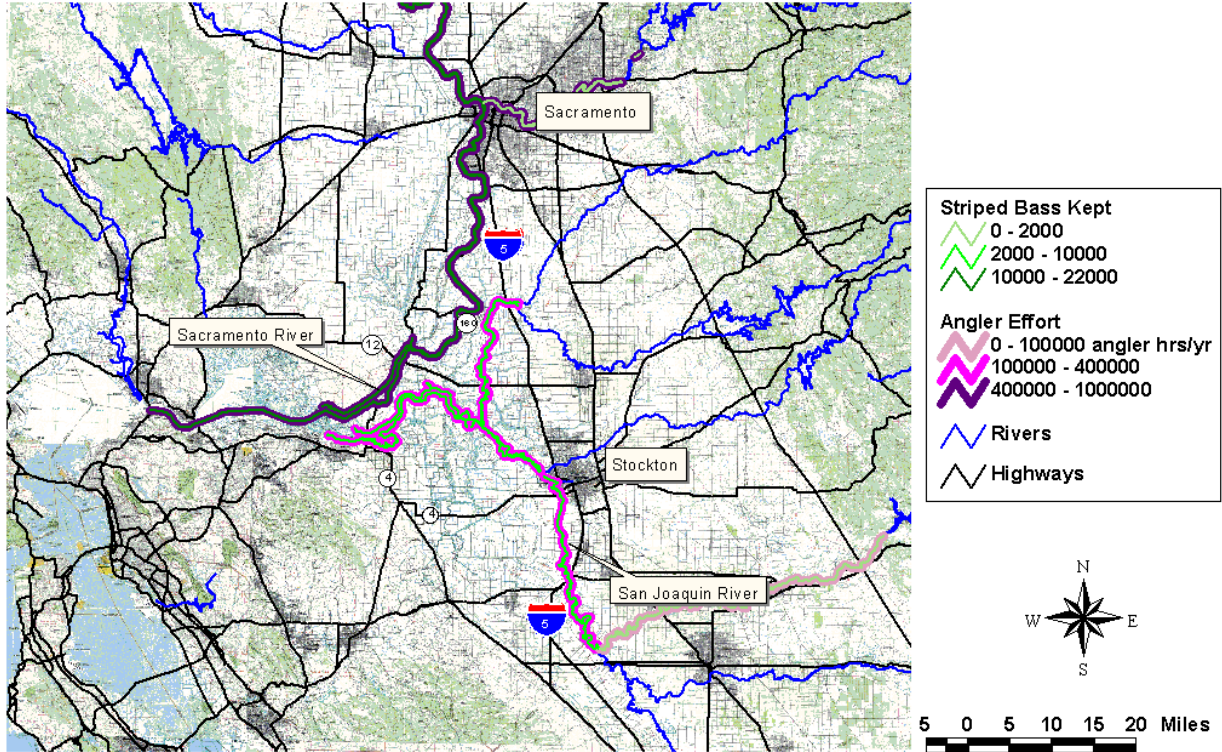 Sacramento
5
Sacramento River
160
12
Stockton
4
4
San Joaquin River
5
Striped Bass Kept
0 - 2000
2000 - 10000
10000 - 22000
Angler Effort
0 - 100000 angler hrs/yr
100000 - 400000
400000 - 1000000
Rivers
Highways
N
W E
S
5 0 5 10 15 20 Miles